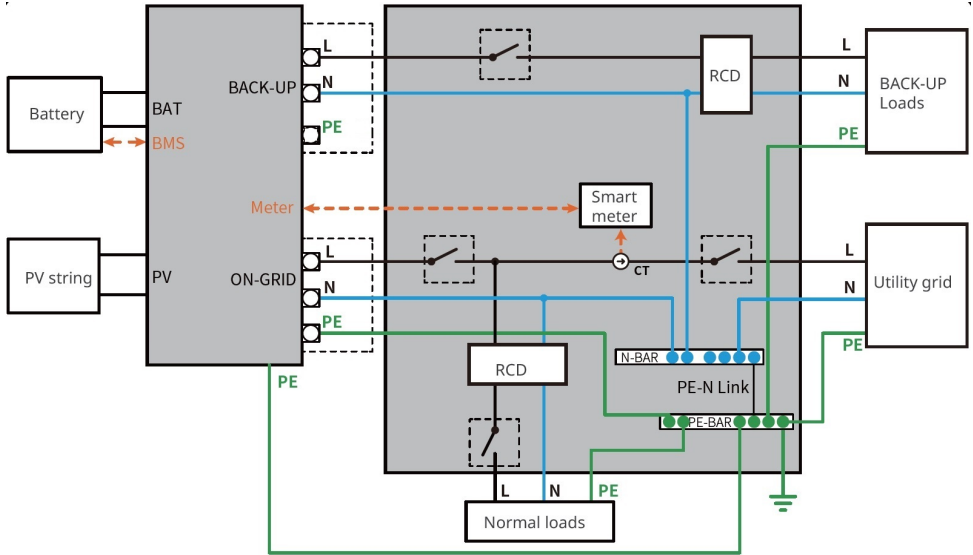 L
L
RCD
BACK-UP
N
N
BACK-UP
Loads
Battery
BAT
PE
PE
BMS
Meter
Smart
meter
L
L
CT
PV string
PV
ON-GRID
N
N
Utility grid
PE
PE
N-BAR
RCD
PE
PE-N Link
PE-BAR
L
N
PE
Normal loads